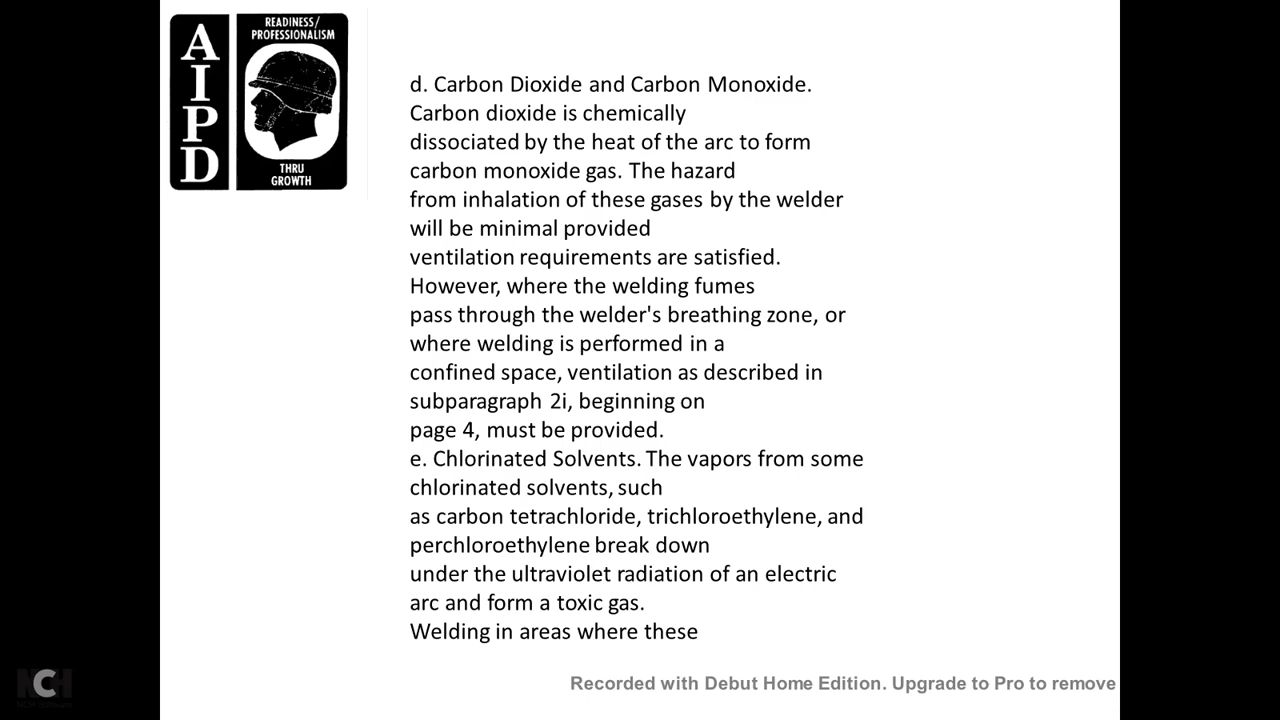 AIPD
READINESS/
PROFESSIONALISM
THRU
GROWTH
d. Carbon Dioxide and Carbon Monoxide.
Carbon dioxide is chemically
dissociated by the heat of the arc to form
carbon monoxide gas. The hazard
from inhalation of these gases by the welder
will be minimal provided
ventilation requirements are satisfied.
However, where the welding fumes
pass through the welder's breathing zone, or
where welding is performed in a
confined space, ventilation as described in
subparagraph 2i, beginning on
page 4, must be provided.
e. Chlorinated Solvents. The vapors from some
chlorinated solvents, such
as carbon tetrachloride, trichloroethylene, and
perchloroethylene break down
under the ultraviolet radiation of an electric
arc and form a toxic gas.
Welding in areas where these
NCH
Recorded with Debut Home Edition. Upgrade to Pro to remove